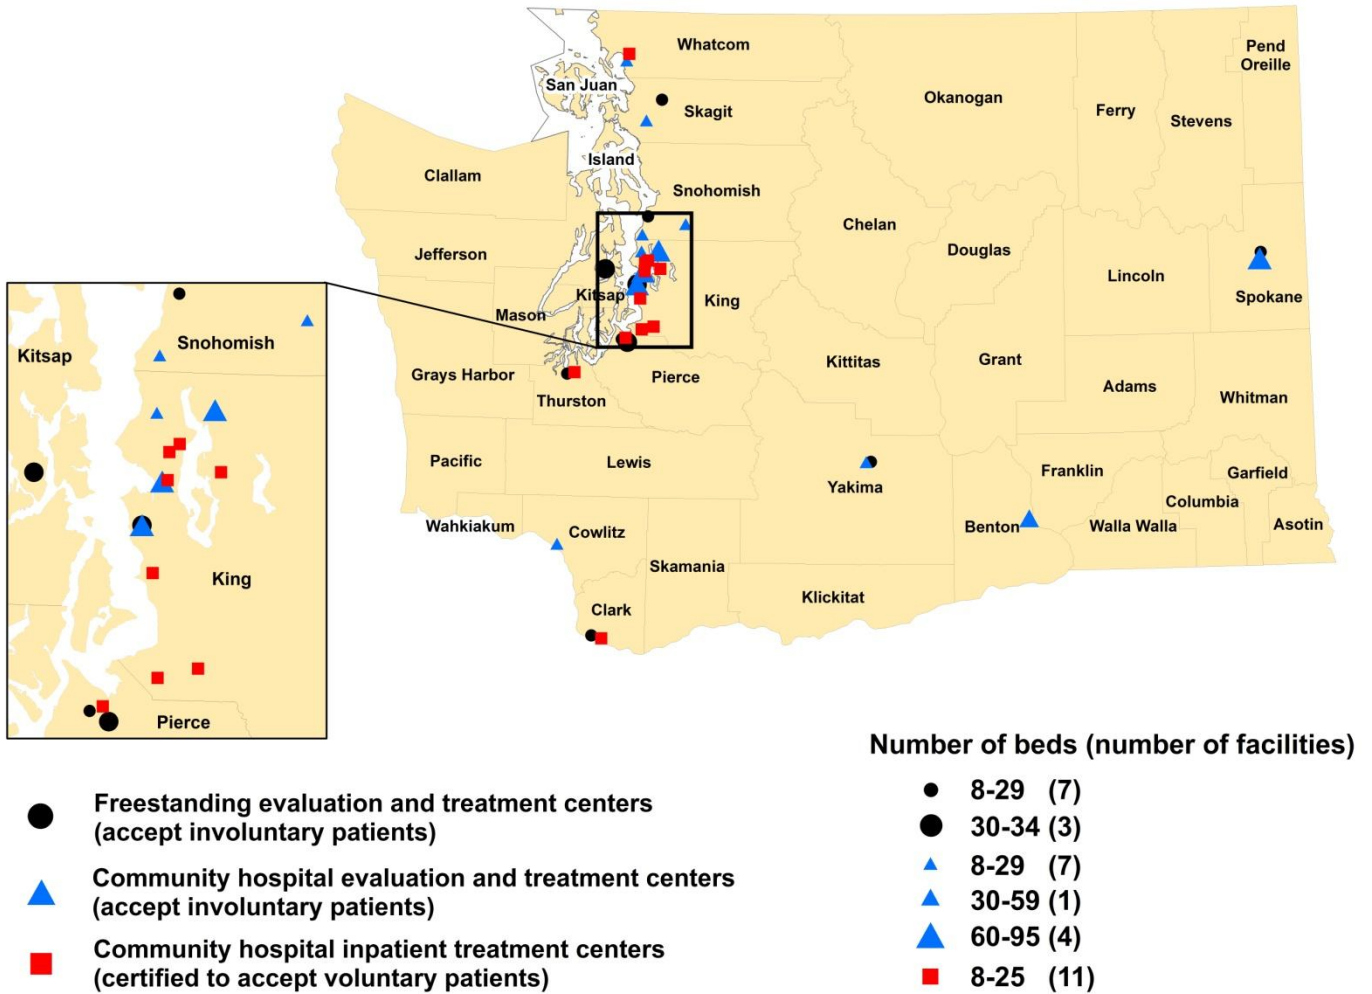 Whatcom
Pend
Oreille
San Juan
Okanogan
Skagit
Ferry
Stevens
Island
Clallam
Snohomish
Chelan
Douglas
Jefferson
Lincoln
Spokane
Kitsap
King
Mason
Grant
Kittitas
Grays Harbor
Pierce
Adams
Whitman
Thurston
Pacific
Lewis
Yakima
Franklin
Garfield
Columbia
Wahkiakum
Cowlitz
Benton
Walla Walla
Asotin
Skamania
Klickitat
Clark
Kitsap
Snohomish
King
Pierce
Freestanding evaluation and treatment centers
(accept involuntary patients)
Community hospital evaluation and treatment centers
(accept involuntary patients)
Community hospital inpatient treatment centers
(certified to accept voluntary patients)
Number of beds (number of facilities)
8-29 (7)
30-34 (3)
8-29 (7)
30-59 (1)
60-95 (4)
8-25 (11)